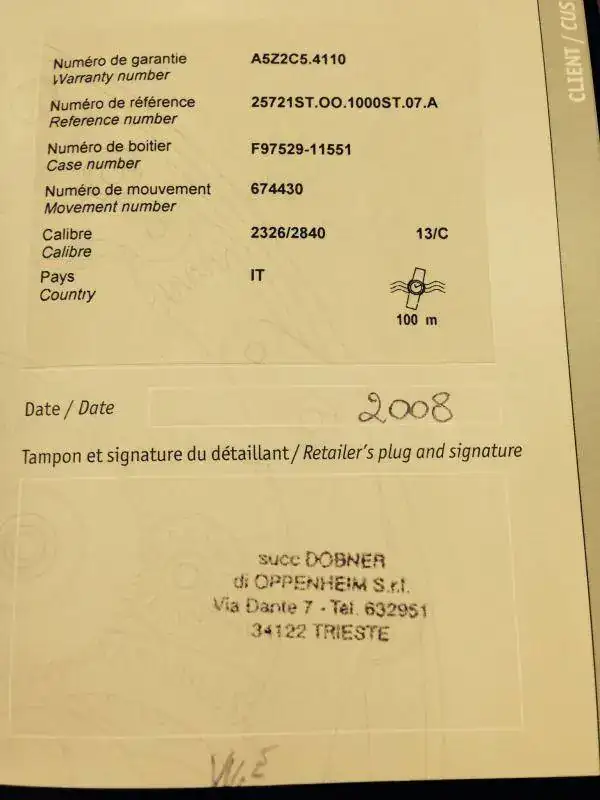 CLIENT / CUS
Numéro de garantie A5Z2C5.4110
Warranty number
Numéro de référence 25721ST.OO.1000ST.07.A
Reference number
Numéro de boitier F97529-11551
Case number
Numéro de mouvement 674430
Movement number
Calibre 2326/2840 13/C
Calibre
Pays IT
Country
100 m
Date / Date 2008
Tampon et signature du détaillant / Retailer's plug and signature
succ DOBNER
di OPPENHEIM S.r.l.
Via Dante 7 - Tel. 632951
34122 TRIESTE